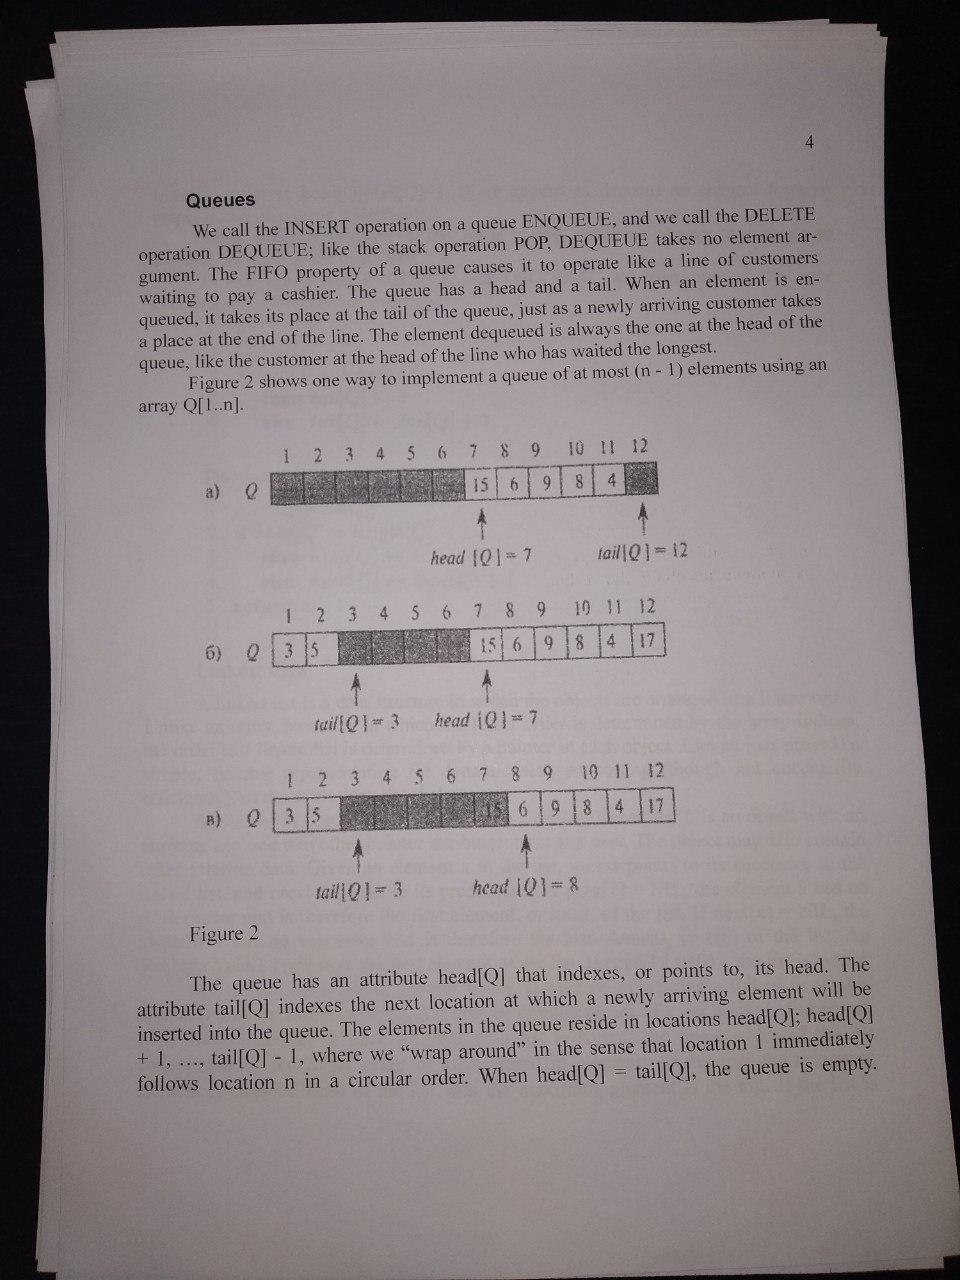 4
Queues
We call the INSERT operation on a queue ENQUEUE, and we call the DELETE
operation DEQUEUE; like the stack operation POP, DEQUEUE takes no element ar-
gument. The FIFO property of a queue causes it to operate like a line of customers
waiting to pay a cashier. The queue has a head and a tail. When an element is en-
queued, it takes its place at the tail of the queue, just as a newly arriving customer takes
a place at the end of the line. The element dequeued is always the one at the head of the
queue, like the customer at the head of the line who has waited the longest.
Figure 2 shows one way to implement a queue of at most (n - 1) elements using an
array Q[1..n].
1 2 3 4 5 6 7 8 9 10 11 12
а) Q 15 6 9 8 4
head [Q] = 7 tail[Q] = 12
1 2 3 4 5 6 7 8 9 10 11 12
б) Q 3 5 15 6 9 8 4 17
tail[Q] = 3 head [Q] = 7
1 2 3 4 5 6 7 8 9 10 11 12
в) Q 3 5 15 6 9 8 4 17
tail[Q] = 3 head [Q] = 8
Figure 2
The queue has an attribute head[Q] that indexes, or points to, its head. The
attribute tail[Q] indexes the next location at which a newly arriving element will be
inserted into the queue. The elements in the queue reside in locations head[Q]; head[Q]
+ 1, …, tail[Q] - 1, where we “wrap around” in the sense that location 1 immediately
follows location n in a circular order. When head[Q] = tail[Q], the queue is empty.